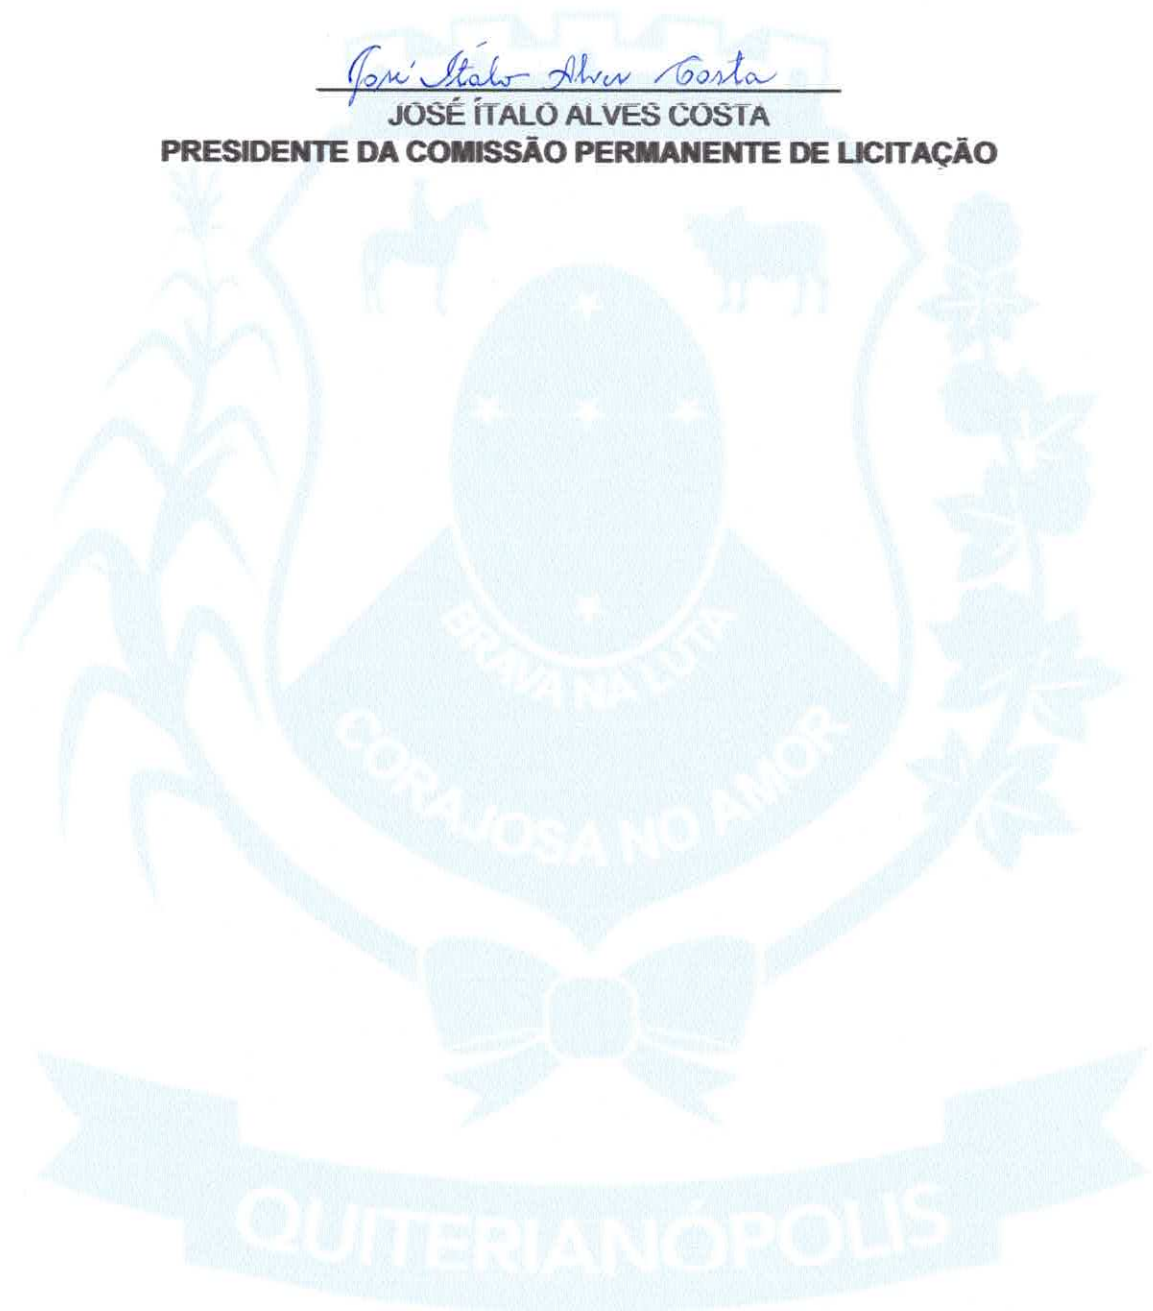 José Ítalo Alves Costa
JOSÉ ÍTALO ALVES COSTA
PRESIDENTE DA COMISSÃO PERMANENTE DE LICITAÇÃO
BRAVA NA LUTA
CORAJOSA NO AMOR
QUITERIANÓPOLIS